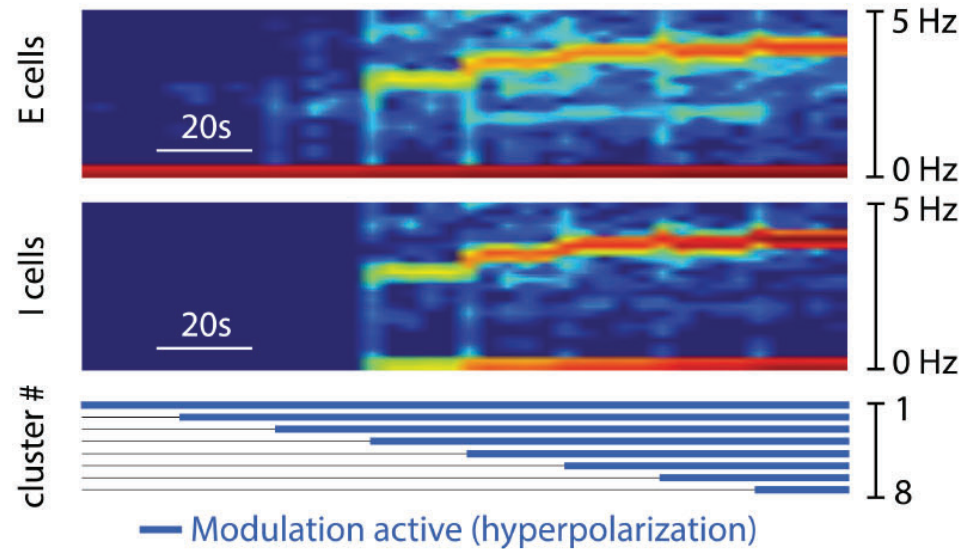 E cells
20s
5 Hz
0 Hz
I cells
20s
5 Hz
0 Hz
cluster #
1
8
Modulation active (hyperpolarization)